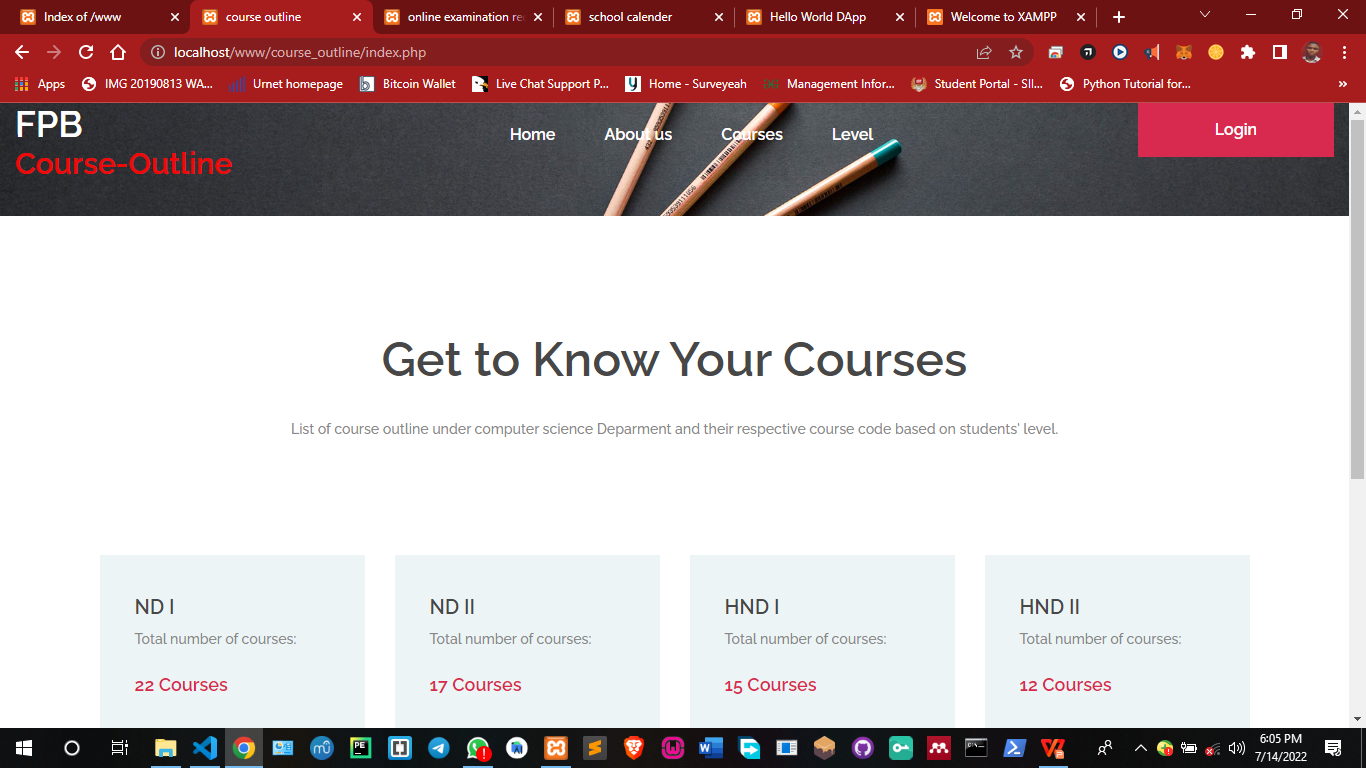 Index of /www
course outline
online examination re
school calender
Hello World DApp
Welcome to XAMPP
localhost/www/course_outline/index.php
Apps
IMG 20190813 WA...
Urnet homepage
Bitcoin Wallet
Live Chat Support P...
Home - Surveyeah
Management Infor...
Student Portal - SII...
Python Tutorial for...
»
FPB
Course-Outline
Home
About us
Courses
Level
Login
Get to Know Your Courses
List of course outline under computer science Deparment and their respective course code based on students' level.
ND I
Total number of courses:
22 Courses
ND II
Total number of courses:
17 Courses
HND I
Total number of courses:
15 Courses
HND II
Total number of courses:
12 Courses
6:05 PM
7/14/2022